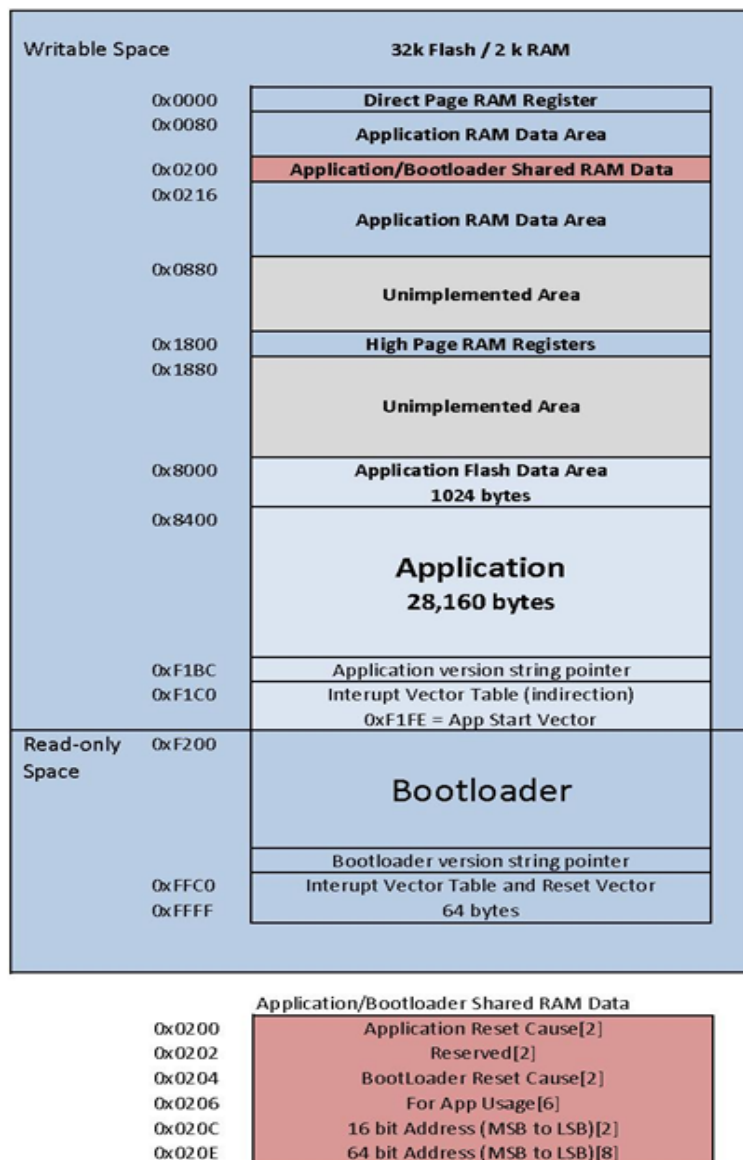 Writable Space 32k Flash / 2 k RAM
0x0000 Direct Page RAM Register
0x0080
Application RAM Data Area
0x0200 Application/Bootloader Shared RAM Data
0x0216
Application RAM Data Area
0x0880
Unimplemented Area
0x1800 High Page RAM Registers
0x1880
Unimplemented Area
0x8000 Application Flash Data Area
1024 bytes
0x8400
Application
28,160 bytes
0xF1BC Application version string pointer
0xF1C0 Interupt Vector Table (indirection)
0xF1FE = App Start Vector
Read-only 0xF200
Space
Bootloader
Bootloader version string pointer
0xFFC0 Interupt Vector Table and Reset Vector
0xFFFF 64 bytes
Application/Bootloader Shared RAM Data
0x0200 Application Reset Cause[2]
0x0202 Reserved[2]
0x0204 BootLoader Reset Cause[2]
0x0206 For App Usage[6]
0x020C 16 bit Address (MSB to LSB)[2]
0x020E 64 bit Address (MSB to LSB)[8]